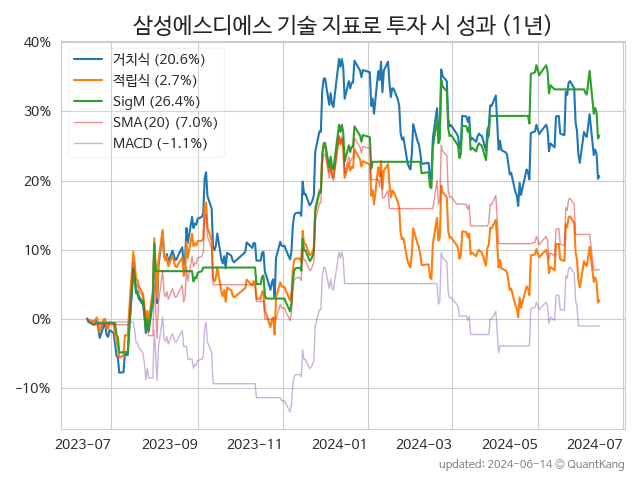 삼성에스디에스 기술 지표로 투자 시 성과 (1년)
40%
30%
20%
10%
0%
−10%
거치식 (20.6%)
적립식 (2.7%)
SigM (26.4%)
SMA(20) (7.0%)
MACD (−1.1%)
2023-07 2023-09 2023-11 2024-01 2024-03 2024-05 2024-07
updated: 2024-06-14 © QuantKang